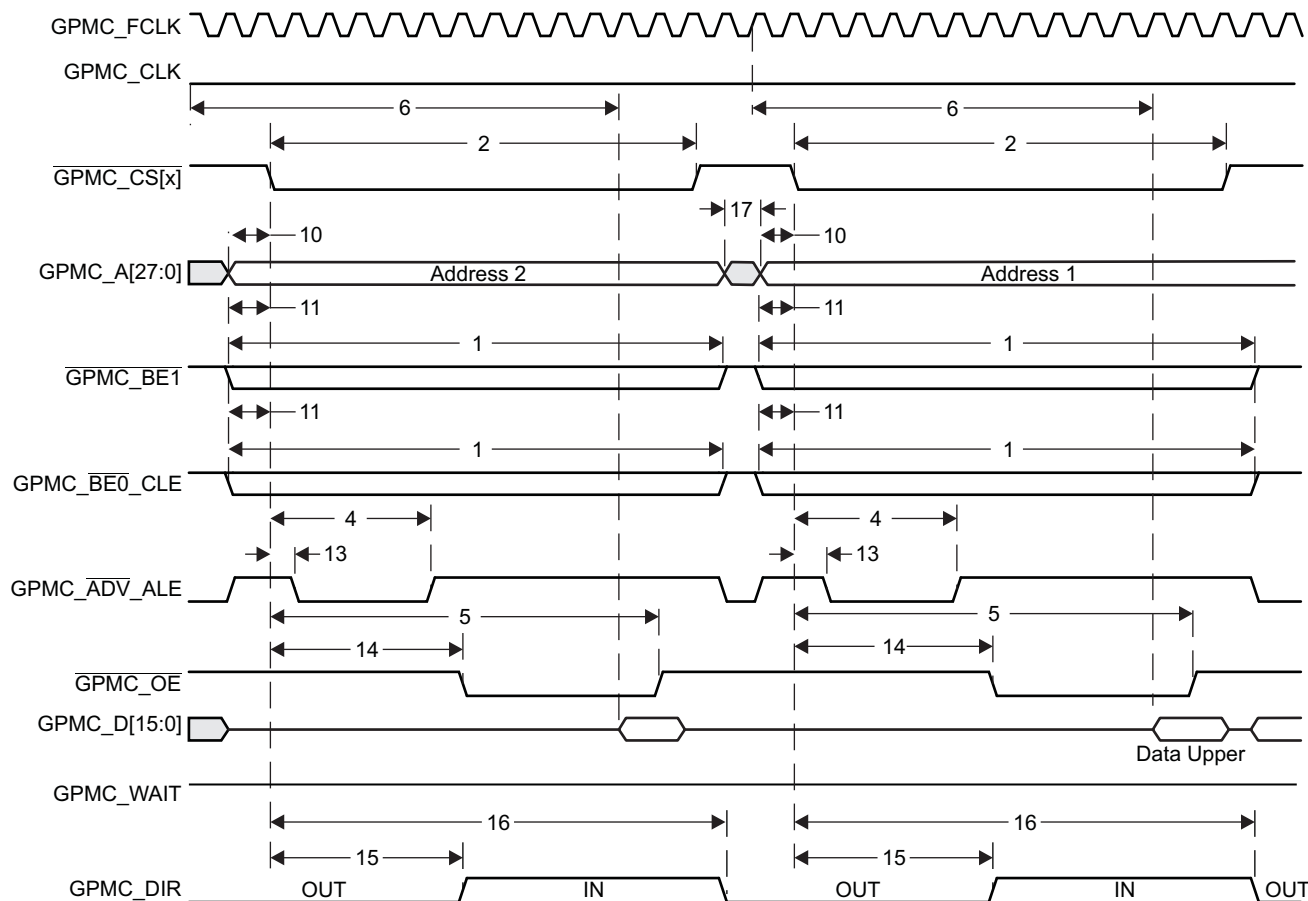 GPMC_FCLK
GPMC_CLK
6 6
2 2
GPMC_CS[x]
17
10 10
GPMC_A[27:0] Address 2 Address 1
11 11
1 1
GPMC_BE1
11 11
1 1
GPMC_BE0_CLE
4 4
13 13
GPMC_ADV_ALE
5 5
14 14
GPMC_OE
GPMC_D[15:0]
Data Upper
GPMC_WAIT
16 16
15 15
GPMC_DIR OUT IN OUT IN OUT